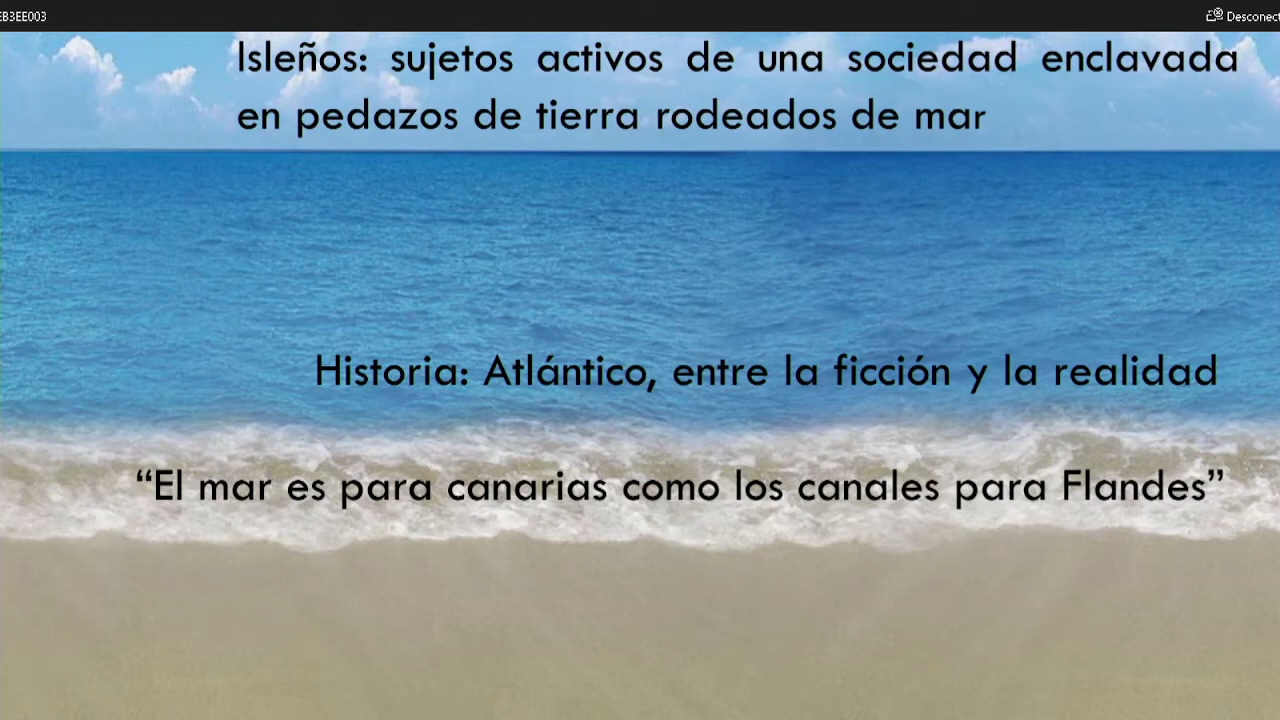 EB3EE003
Desconect
Isleños: sujetos activos de una sociedad enclavada
en pedazos de tierra rodeados de mar
Historia: Atlántico, entre la ficción y la realidad
“El mar es para canarias como los canales para Flandes”